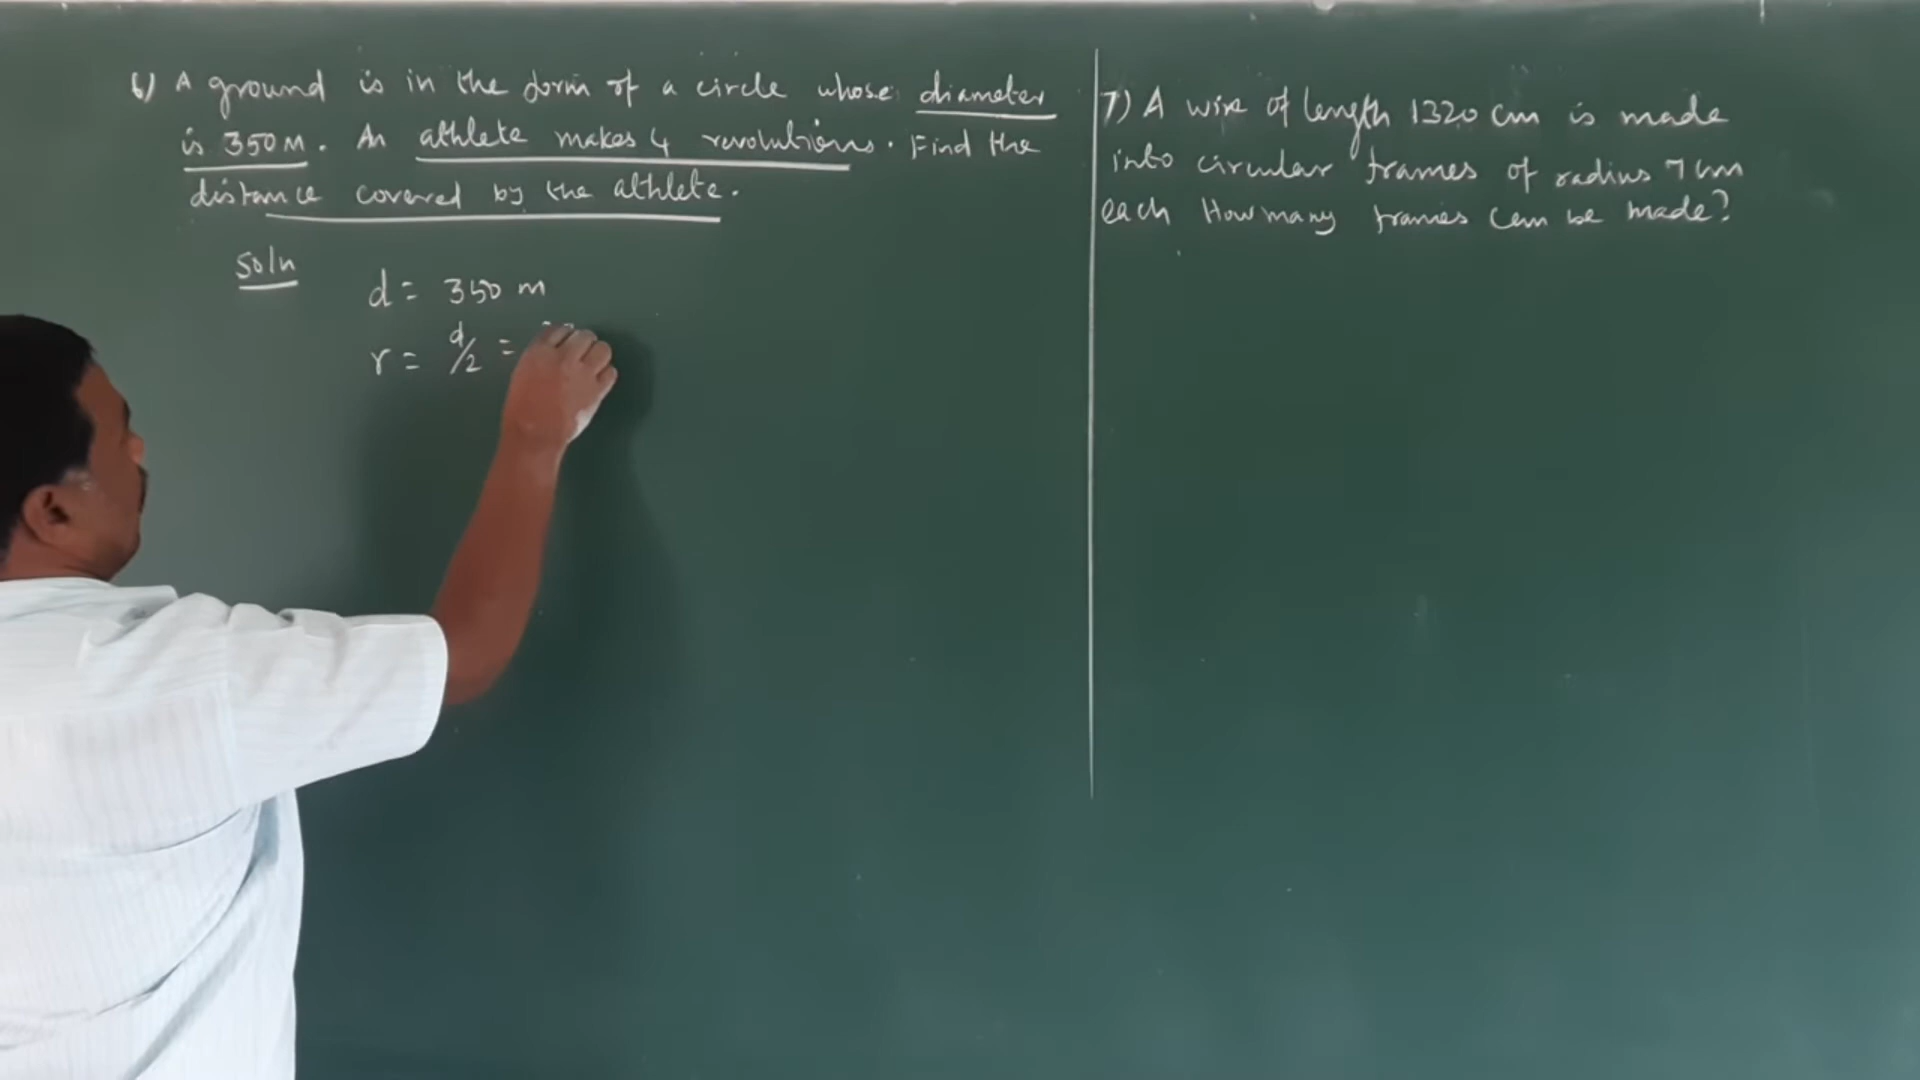 6) A ground is in the form of a circle whose diameter
is 350 M. An athlete makes 4 revolutions. Find the
distance covered by the athlete.
Soln
d = 350 m
r = d/2 =
7) A wire of length 1320 cm is made
into circular frames of radius 7 cm
each How many frames can be made?